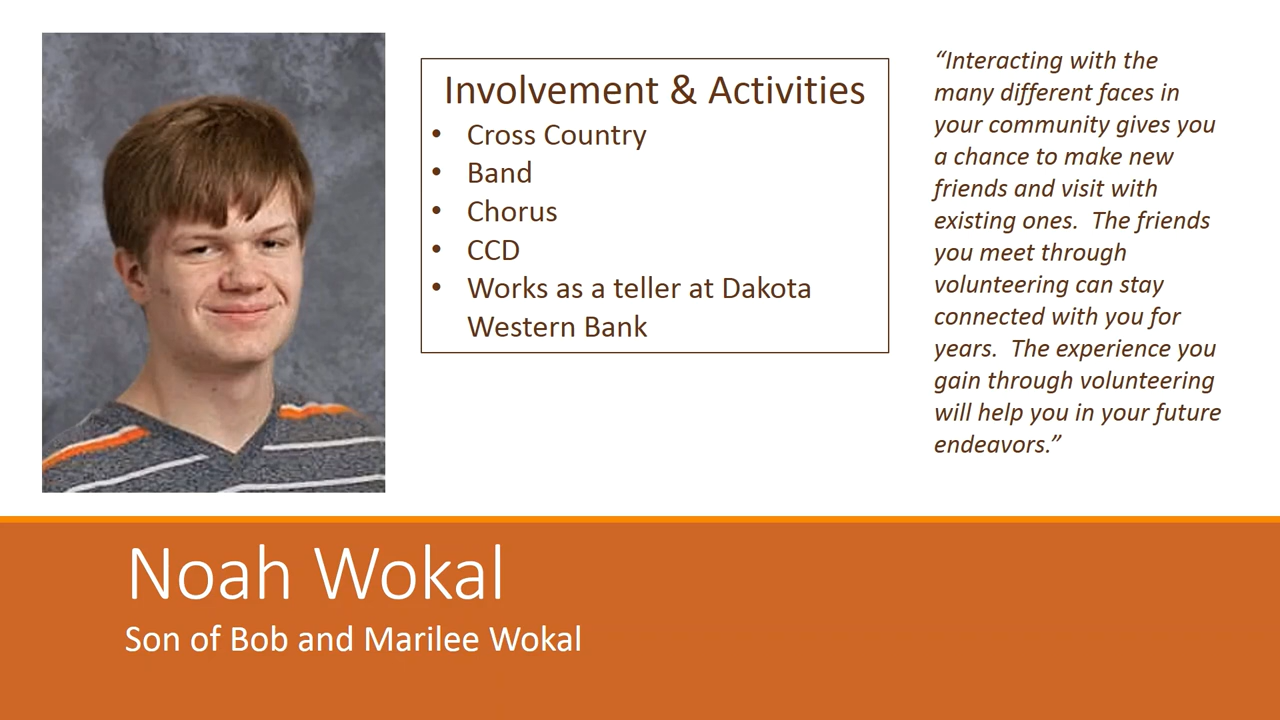 Involvement & Activities
• Cross Country
• Band
• Chorus
• CCD
• Works as a teller at Dakota
Western Bank
“Interacting with the
many different faces in
your community gives you
a chance to make new
friends and visit with
existing ones.  The friends
you meet through
volunteering can stay
connected with you for
years.  The experience you
gain through volunteering
will help you in your future
endeavors.”
Noah Wokal
Son of Bob and Marilee Wokal